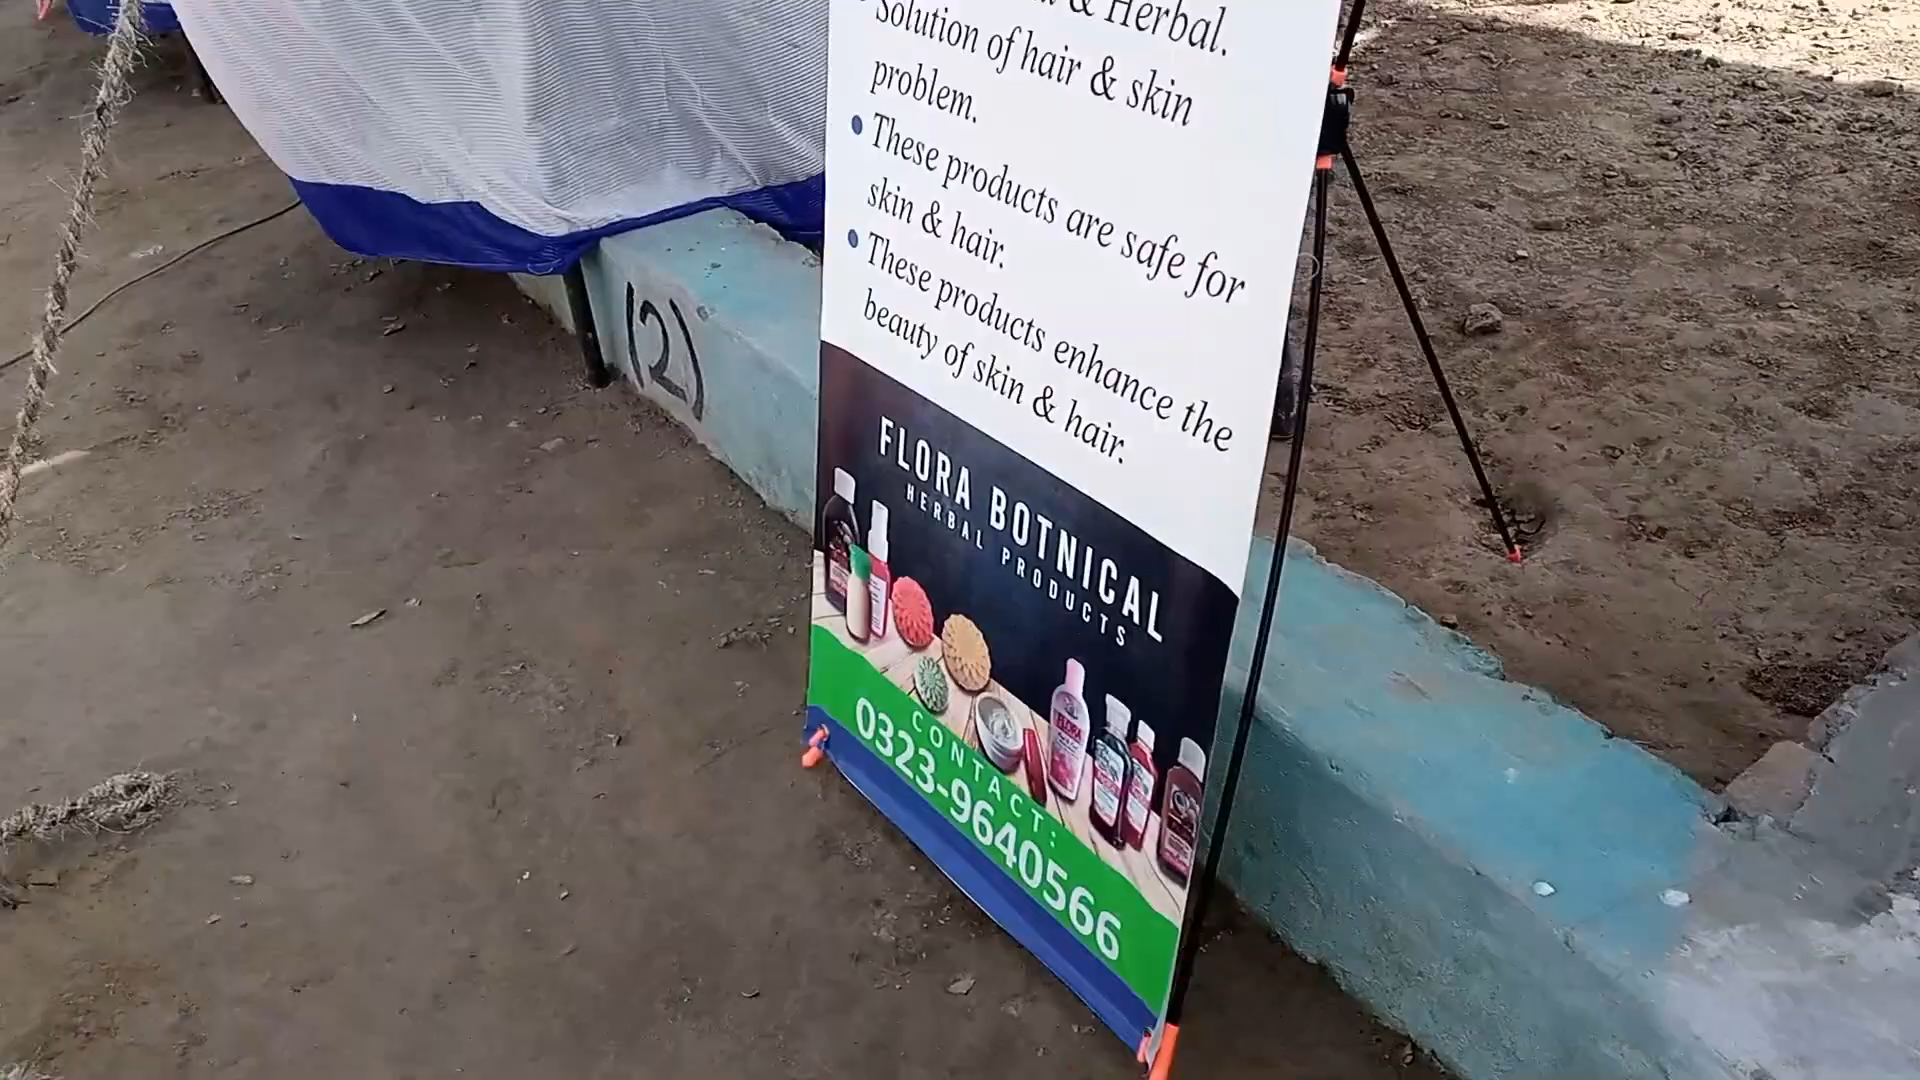 & Herbal.
Solution of hair & skin
problem.
These products are safe for
skin & hair.
These products enhance the
beauty of skin & hair.
FLORA BOTNICAL
HERBAL PRODUCTS
FLORA
CONTACT:
0323-9640566
(2)